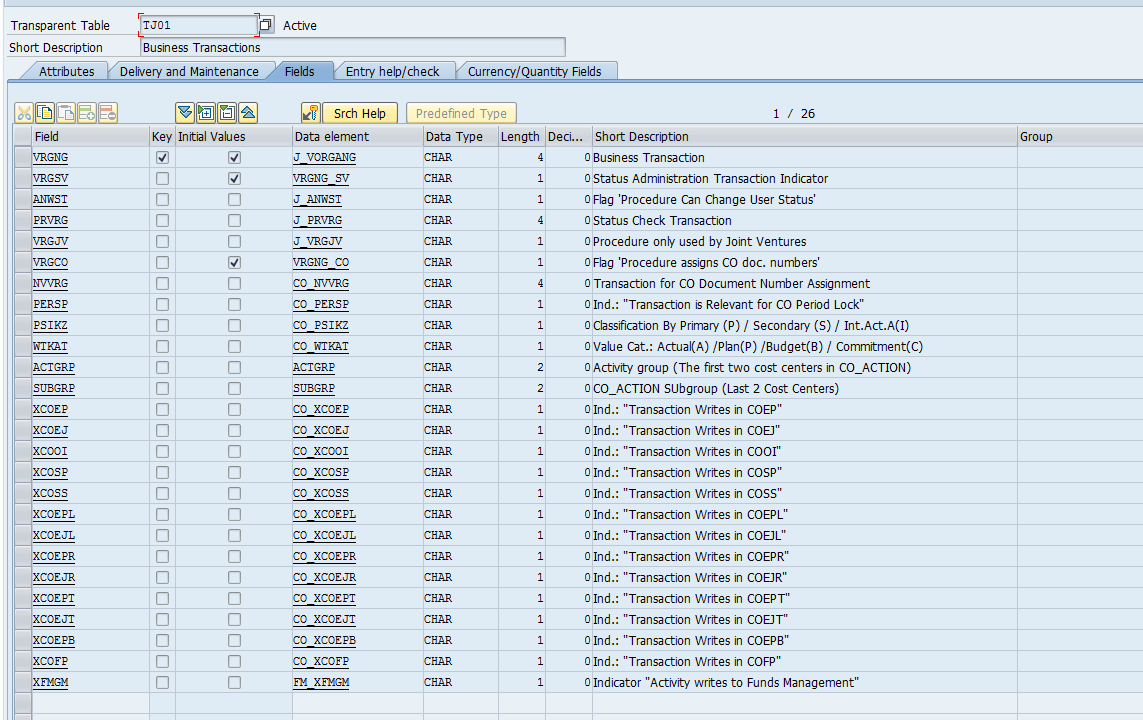 Transparent Table TJ01 Active
Short Description Business Transactions
Attributes Delivery and Maintenance Fields Entry help/check Currency/Quantity Fields
Srch Help Predefined Type 1 / 26
Field Key Initial Values Data element Data Type Length Deci... Short Description Group
VRGNG J_VORGANG CHAR 4 0 Business Transaction
VRGSV VRGNG_SV CHAR 1 0 Status Administration Transaction Indicator
ANWST J_ANWST CHAR 1 0 Flag 'Procedure Can Change User Status'
PRVRG J_PRVRG CHAR 4 0 Status Check Transaction
VRGJV J_VRGJV CHAR 1 0 Procedure only used by Joint Ventures
VRGCO VRGNG_CO CHAR 1 0 Flag 'Procedure assigns CO doc. numbers'
NVVRG CO_NVVRG CHAR 4 0 Transaction for CO Document Number Assignment
PERSP CO_PERSP CHAR 1 0 Ind.: "Transaction is Relevant for CO Period Lock"
PSIKZ CO_PSIKZ CHAR 1 0 Classification By Primary (P) / Secondary (S) / Int.Act.A(I)
WTKAT CO_WTKAT CHAR 1 0 Value Cat.: Actual(A) /Plan(P) /Budget(B) / Commitment(C)
ACTGRP ACTGRP CHAR 2 0 Activity group (The first two cost centers in CO_ACTION)
SUBGRP SUBGRP CHAR 2 0 CO_ACTION SUbgroup (Last 2 Cost Centers)
XCOEP CO_XCOEP CHAR 1 0 Ind.: "Transaction Writes in COEP"
XCOEJ CO_XCOEJ CHAR 1 0 Ind.: "Transaction Writes in COEJ"
XCOOI CO_XCOOI CHAR 1 0 Ind.: "Transaction Writes in COOI"
XCOSP CO_XCOSP CHAR 1 0 Ind.: "Transaction Writes in COSP"
XCOSS CO_XCOSS CHAR 1 0 Ind.: "Transaction Writes in COSS"
XCOEPL CO_XCOEPL CHAR 1 0 Ind.: "Transaction Writes in COEPL"
XCOEJL CO_XCOEJL CHAR 1 0 Ind.: "Transaction Writes in COEJL"
XCOEPR CO_XCOEPR CHAR 1 0 Ind.: "Transaction Writes in COEPR"
XCOEJR CO_XCOEJR CHAR 1 0 Ind.: "Transaction Writes in COEJR"
XCOEPT CO_XCOEPT CHAR 1 0 Ind.: "Transaction Writes in COEPT"
XCOEJT CO_XCOEJT CHAR 1 0 Ind.: "Transaction Writes in COEJT"
XCOEPB CO_XCOEPB CHAR 1 0 Ind.: "Transaction Writes in COEPB"
XCOFP CO_XCOFP CHAR 1 0 Ind.: "Transaction Writes in COFP"
XFMGM FM_XFMGM CHAR 1 0 Indicator "Activity writes to Funds Management"